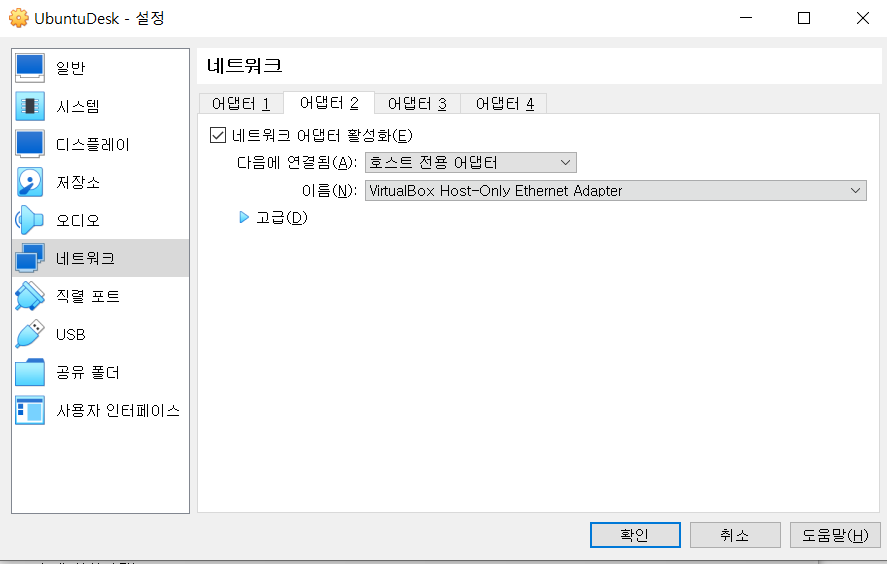 UbuntuDesk - 설정
일반
시스템
디스플레이
저장소
오디오
네트워크
직렬 포트
USB
공유 폴더
사용자 인터페이스
네트워크
어댑터 1 어댑터 2 어댑터 3 어댑터 4
네트워크 어댑터 활성화(E)
다음에 연결됨(A): 호스트 전용 어댑터
이름(N): VirtualBox Host-Only Ethernet Adapter
고급(D)
확인 취소 도움말(H)